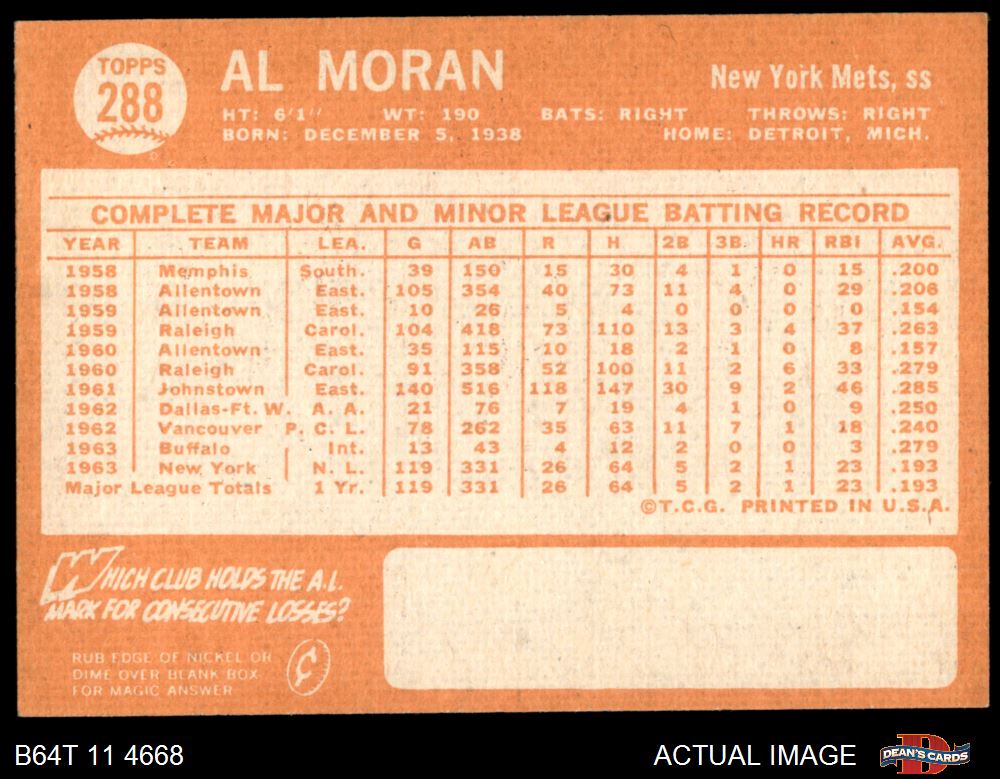 TOPPS
288
AL MORAN
New York Mets, ss
HT: 6'1" WT: 190 BATS: RIGHT THROWS: RIGHT
BORN: DECEMBER 5, 1938 HOME: DETROIT, MICH.
COMPLETE MAJOR AND MINOR LEAGUE BATTING RECORD
YEAR TEAM LEA. G AB R H 2B 3B HR RBI AVG.
1958 Memphis South. 39 150 15 30 4 1 0 15 .200
1958 Allentown East. 105 354 40 73 11 4 0 29 .206
1959 Allentown East. 10 26 5 4 0 0 0 0 .154
1959 Raleigh Carol. 104 418 73 110 13 3 4 37 .263
1960 Allentown East. 35 115 10 18 2 1 0 8 .157
1960 Raleigh Carol. 91 358 52 100 11 2 6 33 .279
1961 Johnstown East. 140 516 118 147 30 9 2 46 .285
1962 Dallas-Ft. W. A. A. 21 76 7 19 4 1 0 9 .250
1962 Vancouver P. C. L. 78 262 35 63 11 7 1 18 .240
1963 Buffalo Int. 13 43 4 12 2 0 0 3 .279
1963 New York N. L. 119 331 26 64 5 2 1 23 .193
Major League Totals 1 Yr. 119 331 26 64 5 2 1 23 .193
©T.C.G. PRINTED IN U.S.A.
WHICH CLUB HOLDS THE A.L.
MARK FOR CONSECUTIVE LOSSES?
RUB EDGE OF NICKEL OR
DIME OVER BLANK BOX
FOR MAGIC ANSWER
¢
B64T 11 4668
ACTUAL IMAGE
DEAN'S CARDS